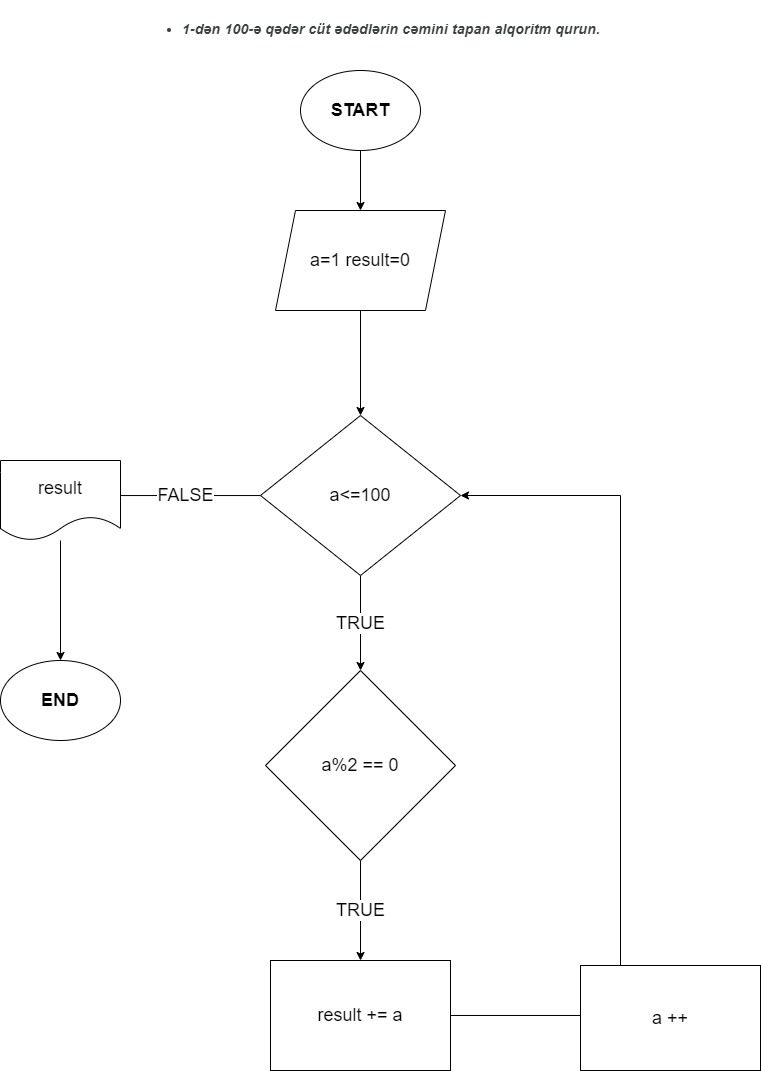 • 1-dən 100-ə qədər cüt ədədlərin cəmini tapan alqoritm qurun.
START
a=1 result=0
a<=100
FALSE
result
TRUE
END
a%2 == 0
TRUE
result += a
a ++